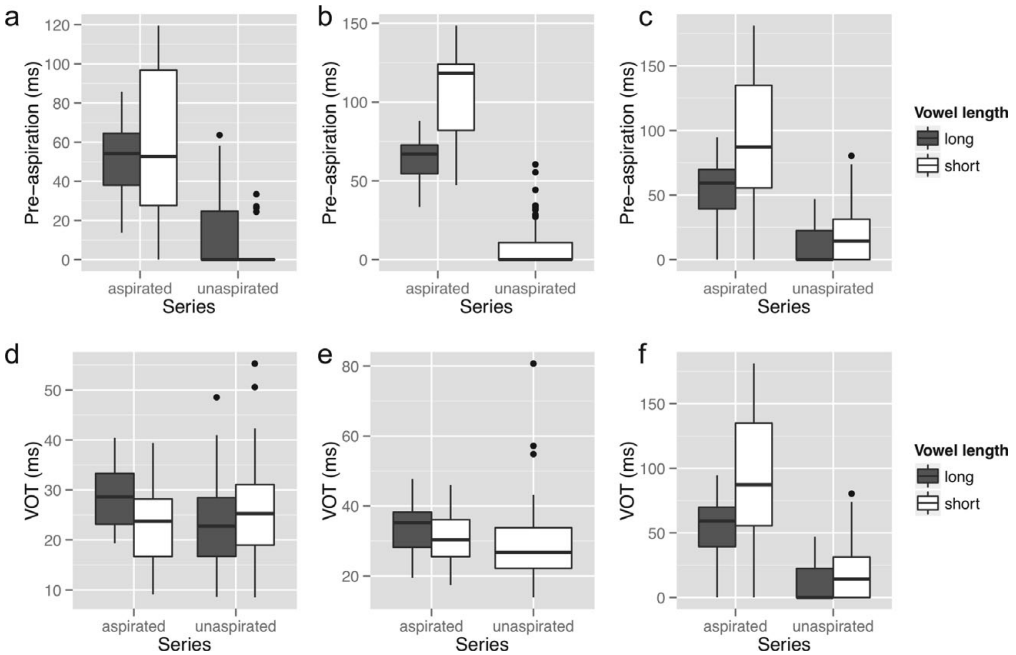 a
120
100
80
60
40
20
0
Pre-aspiration (ms)
aspirated unaspirated
Series
b
150
100
50
0
Pre-aspiration (ms)
aspirated unaspirated
Series
c
150
100
50
0
Pre-aspiration (ms)
aspirated unaspirated
Series
Vowel length
long
short
d
50
40
30
20
10
VOT (ms)
aspirated unaspirated
Series
e
80
60
40
20
VOT (ms)
aspirated unaspirated
Series
f
150
100
50
0
VOT (ms)
aspirated unaspirated
Series
Vowel length
long
short